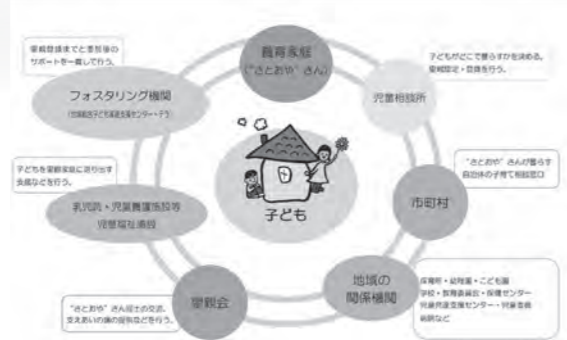 養育家庭
("さとおや"さん)
子どもがどこで暮らすかを決める。
里親認定・登録を行う。
児童相談所
"さとおや"さんが暮らす
自治体の子育て相談窓口
市町村
地域の
関係機関
保育所・幼稚園・こども園
学校・教育委員会・保健センター
児童発達支援センター・児童委員
病院など
里親会
"さとおや"さん同士の交流、
支えあいの場の提供などを行う。
乳児院・児童養護施設等
児童福祉施設
子どもを里親家庭に送り出す
支援などを行う。
フォスタリング機関
里親登録までと委託後の
サポートを一貫して行う。
子ども